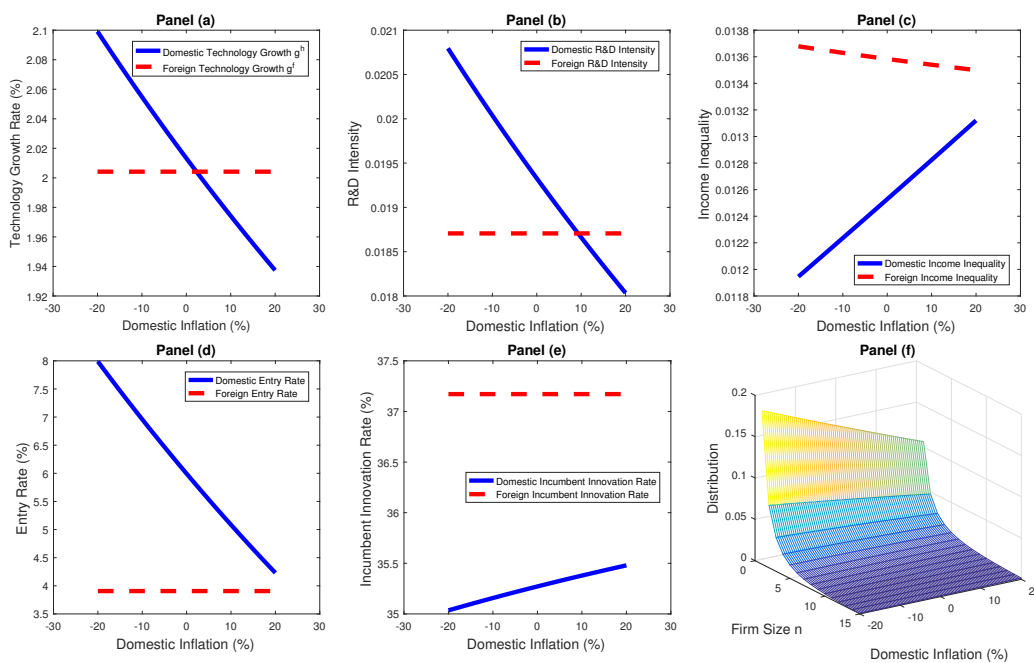 Panel (a)
Technology Growth Rate (%)
2.1
2.08
2.06
2.04
2.02
2
1.98
1.96
1.94
1.92
Domestic Technology Growth g^h
Foreign Technology Growth g^f
-30 -20 -10 0 10 20 30
Domestic Inflation (%)
Panel (b)
R&D Intensity
0.021
0.0205
0.02
0.0195
0.019
0.0185
0.018
Domestic R&D Intensity
Foreign R&D Intensity
-30 -20 -10 0 10 20 30
Domestic Inflation (%)
Panel (c)
Income Inequality
0.0138
0.0136
0.0134
0.0132
0.013
0.0128
0.0126
0.0124
0.0122
0.012
0.0118
Domestic Income Inequality
Foreign Income Inequality
-30 -20 -10 0 10 20 30
Domestic Inflation (%)
Panel (d)
Entry Rate (%)
8
7.5
7
6.5
6
5.5
5
4.5
4
3.5
Domestic Entry Rate
Foreign Entry Rate
-30 -20 -10 0 10 20 30
Domestic Inflation (%)
Panel (e)
Incumbent Innovation Rate (%)
37.5
37
36.5
36
35.5
35
Domestic Incumbent Innovation Rate
Foreign Incumbent Innovation Rate
-30 -20 -10 0 10 20 30
Domestic Inflation (%)
Panel (f)
Distribution
0.2
0.15
0.1
0.05
0
0
5
10
15
Firm Size n
-20
-10
0
10
Domestic Inflation (%)